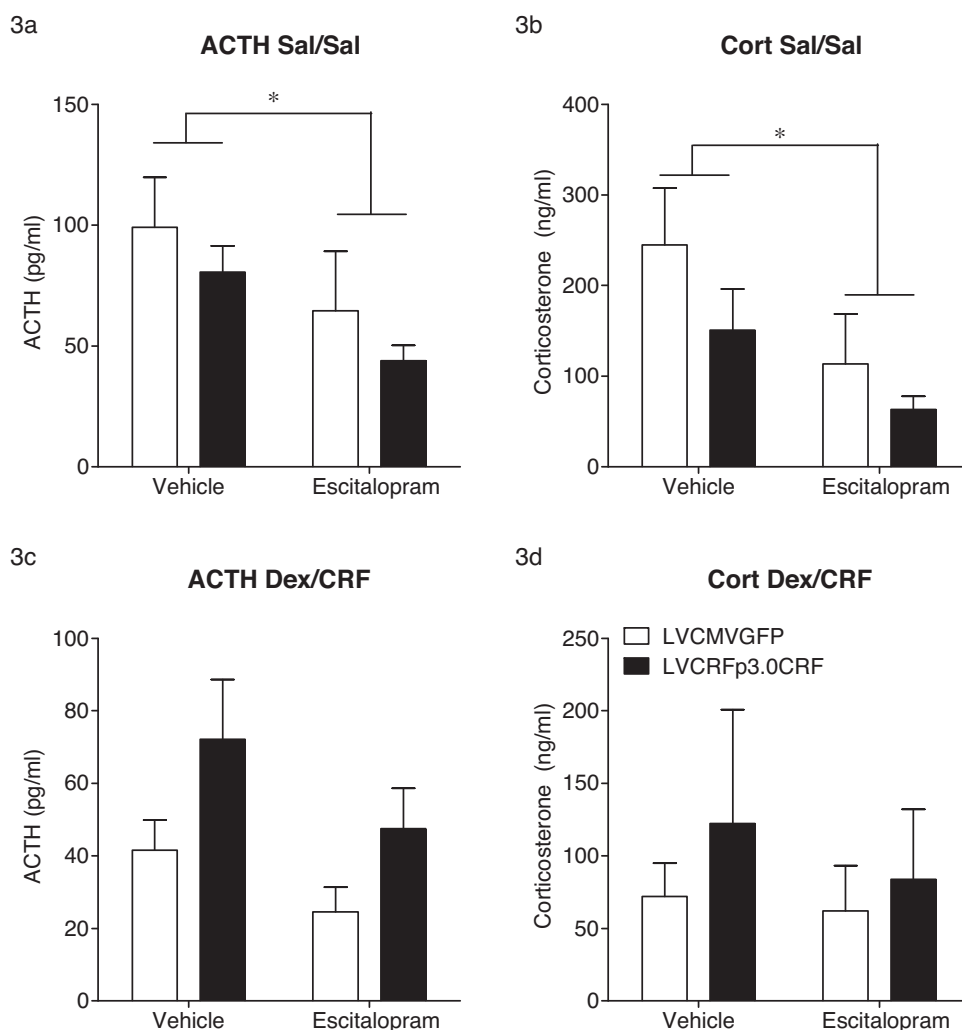 3a
ACTH Sal/Sal
150
100
50
0
ACTH (pg/ml)
*
Vehicle
Escitalopram
3b
Cort Sal/Sal
400
300
200
100
0
Corticosterone (ng/ml)
*
Vehicle
Escitalopram
3c
ACTH Dex/CRF
100
80
60
40
20
0
ACTH (pg/ml)
Vehicle
Escitalopram
3d
Cort Dex/CRF
250
200
150
100
50
0
Corticosterone (ng/ml)
LVCMVGFP
LVCRFp3.0CRF
Vehicle
Escitalopram